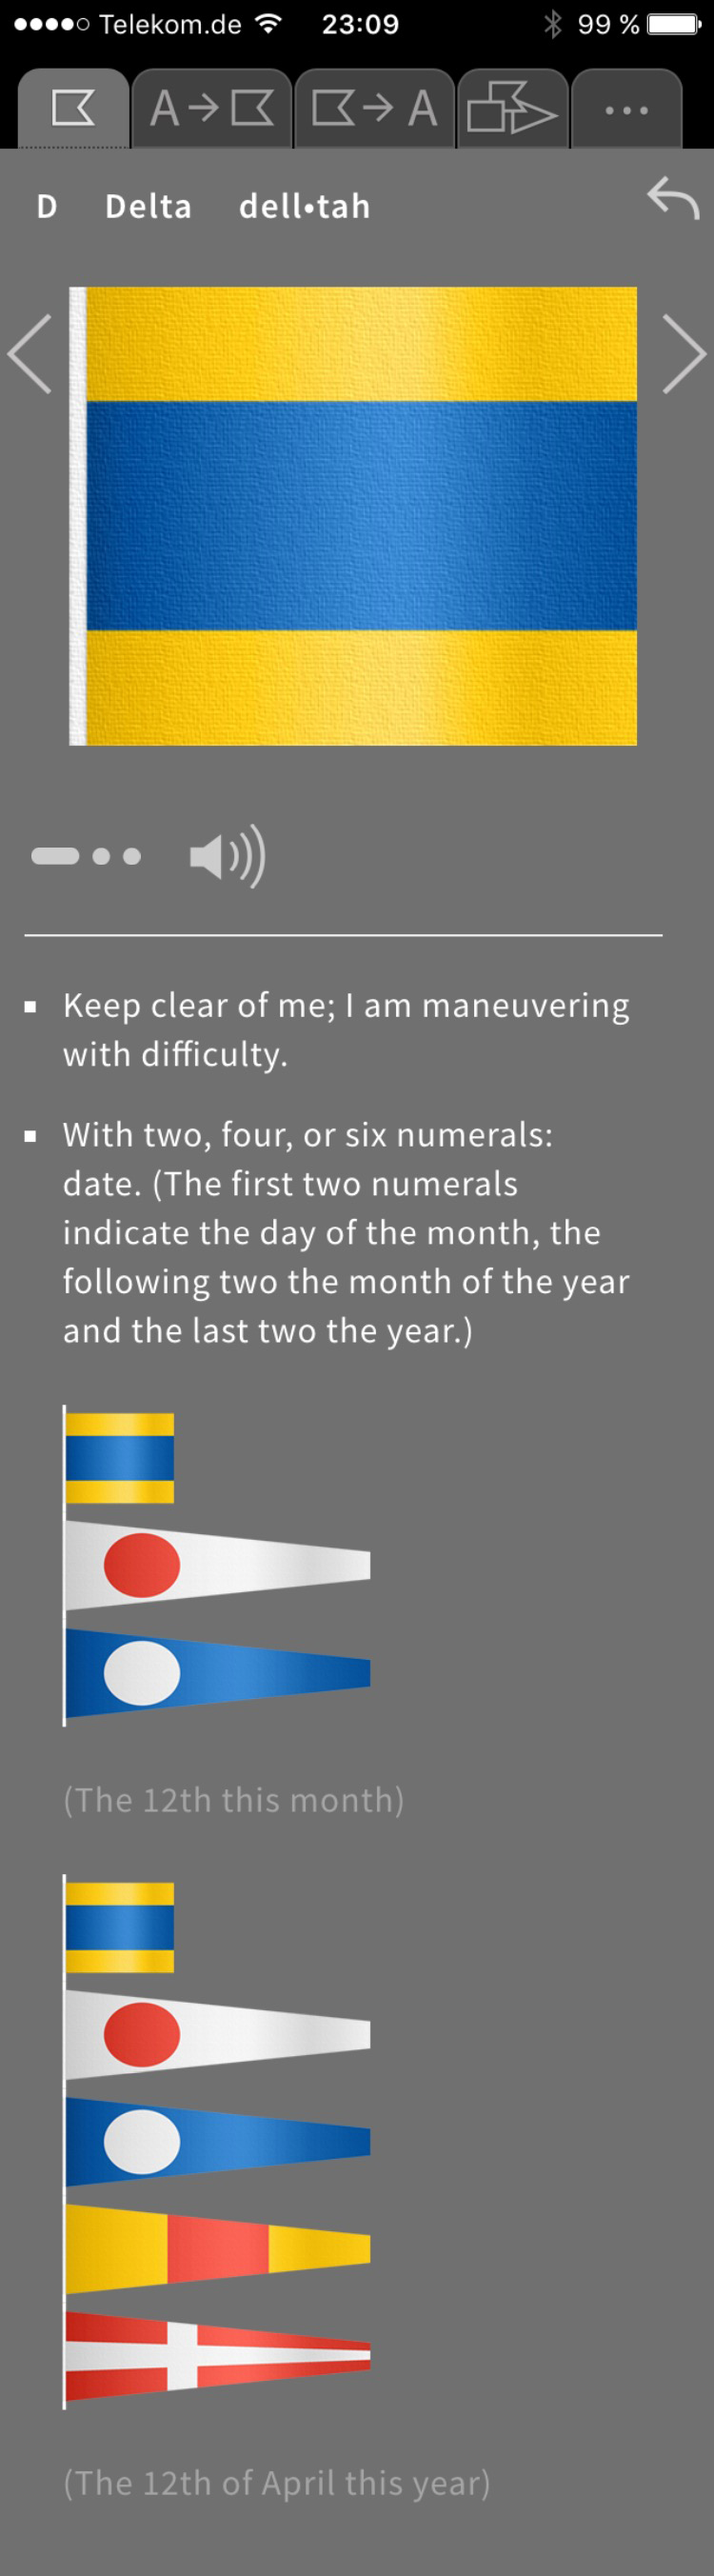 Telekom.de 23:09 99 %
A A ...
D Delta dell•tah
Keep clear of me; I am maneuvering
with difficulty.
With two, four, or six numerals:
date. (The first two numerals
indicate the day of the month, the
following two the month of the year
and the last two the year.)
(The 12th this month)
(The 12th of April this year)